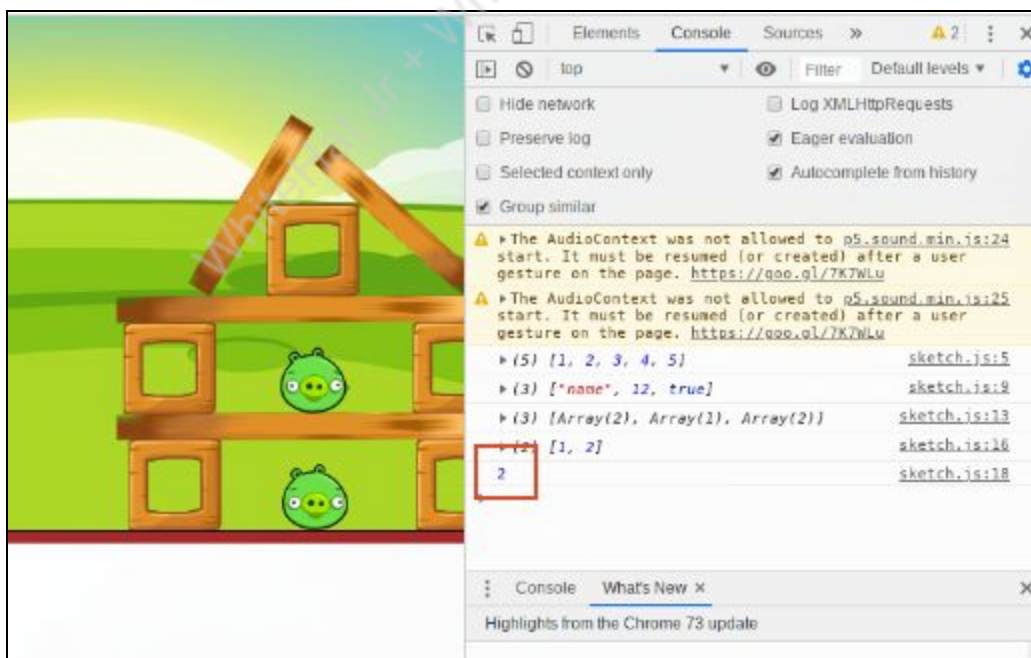 Elements Console Sources » 2
top Filter Default levels
Hide network Log XMLHttpRequests
Preserve log Eager evaluation
Selected context only Autocomplete from history
Group similar
The AudioContext was not allowed to p5.sound.min.js:24
start. It must be resumed (or created) after a user
gesture on the page. https://goo.gl/7K7WLu
The AudioContext was not allowed to p5.sound.min.js:25
start. It must be resumed (or created) after a user
gesture on the page. https://goo.gl/7K7WLu
(5) [1, 2, 3, 4, 5] sketch.js:5
(3) ["name", 12, true] sketch.js:9
(3) [Array(2), Array(1), Array(2)] sketch.js:13
(2) [1, 2] sketch.js:16
2 sketch.js:18
Console What's New ×
Highlights from the Chrome 73 update